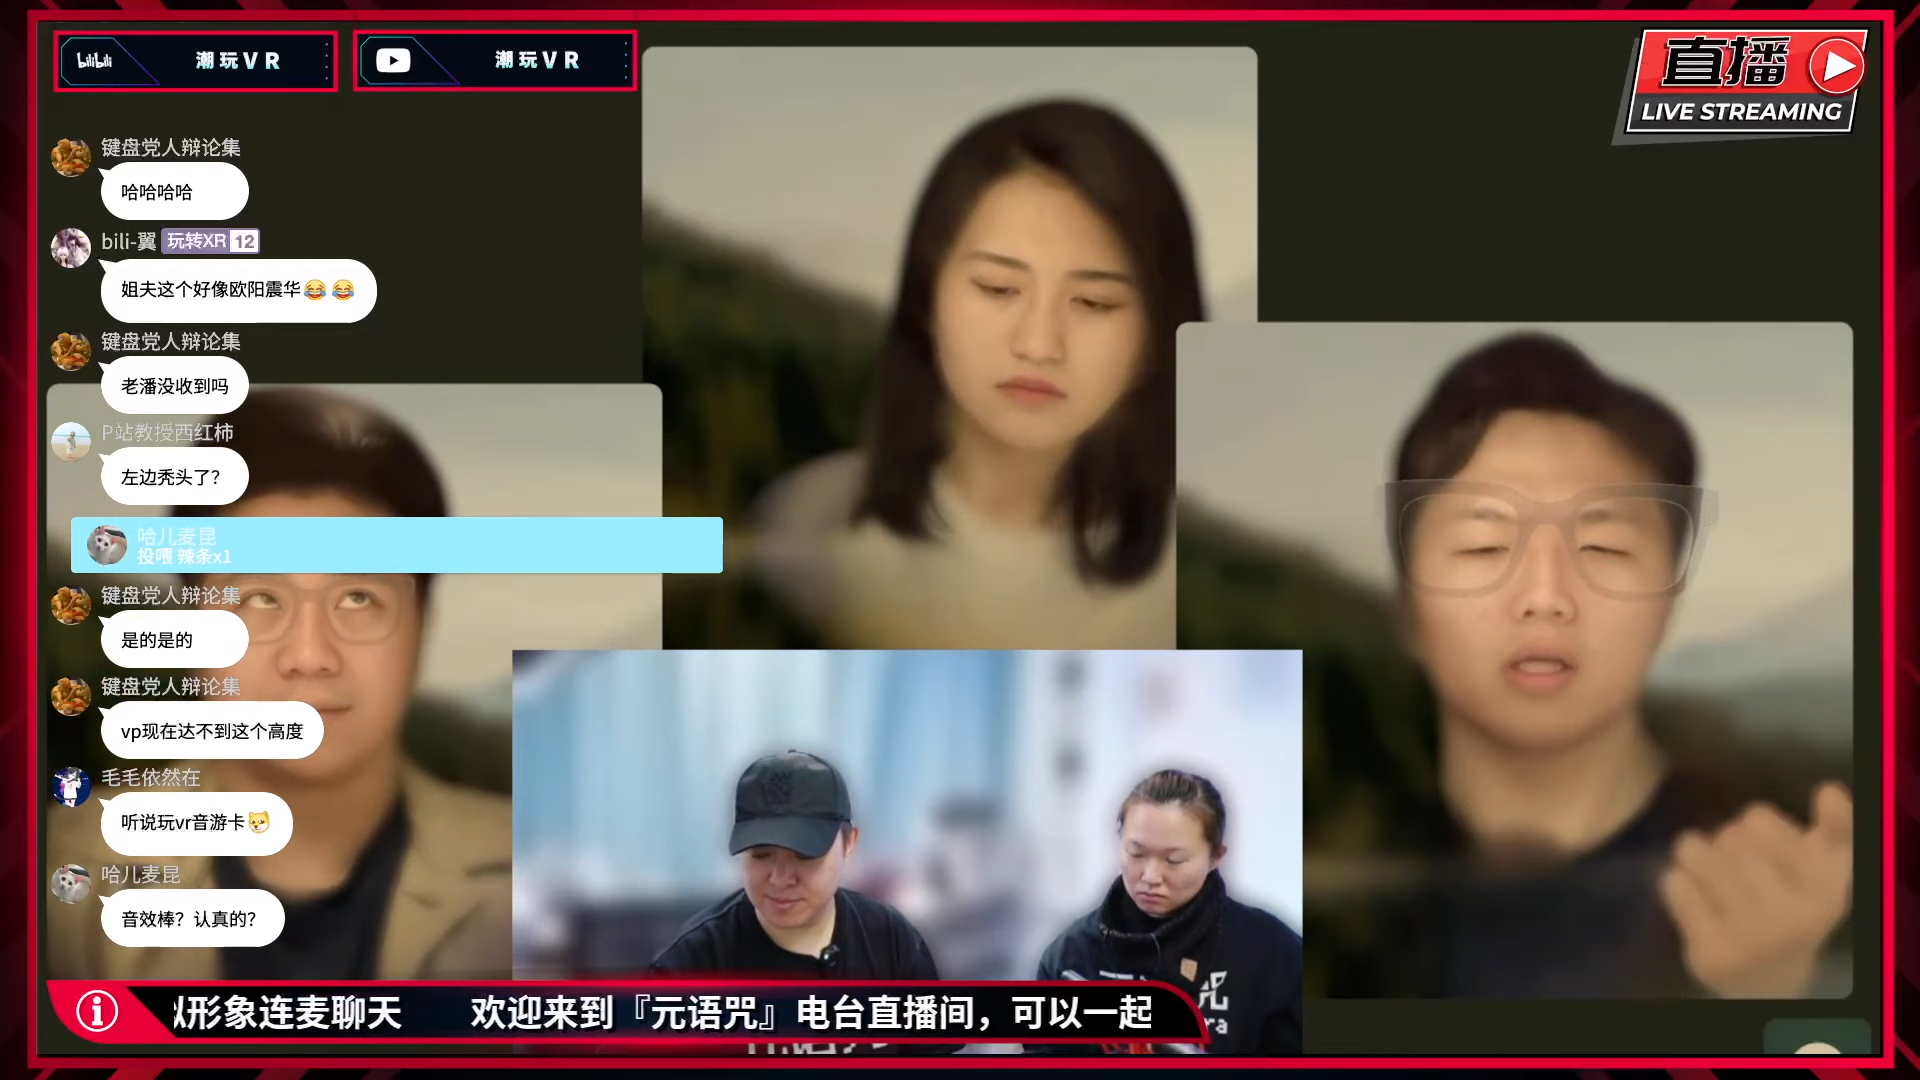 bilibili
潮玩VR
潮玩VR
直播
LIVE STREAMING
键盘党人辩论集
哈哈哈哈
bili-翼 玩转XR 12
姐夫这个好像欧阳震华😂 😂
键盘党人辩论集
老潘没收到吗
P站教授西红柿
左边秃头了？
哈儿麦昆
投喂 辣条x1
键盘党人辩论集
是的是的
键盘党人辩论集
vp现在达不到这个高度
毛毛依然在
听说玩vr音游卡
哈儿麦昆
音效棒？认真的？
形象连麦聊天 欢迎来到『元语咒』电台直播间，可以一起